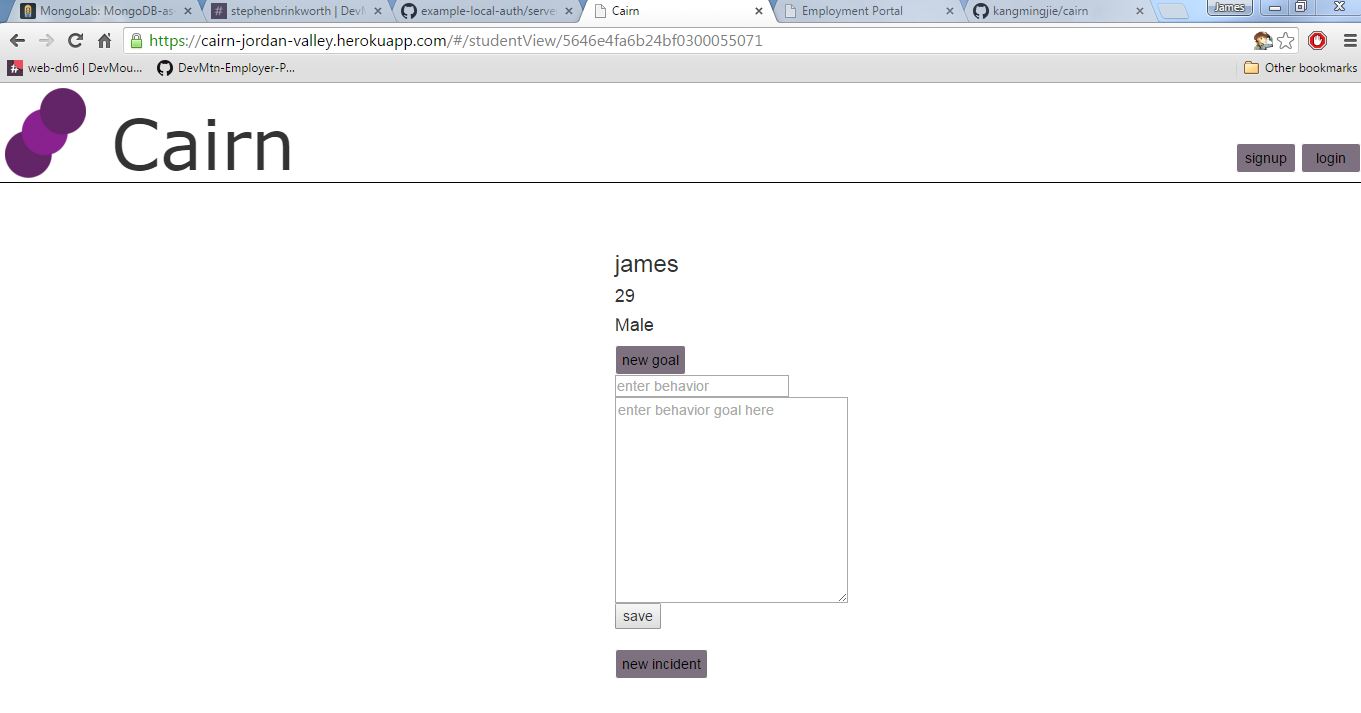 MongoLab: MongoDB-as
stephenbrinkworth | DevM
example-local-auth/serve
Cairn
Employment Portal
kangmingjie/cairn
James
https://cairn-jordan-valley.herokuapp.com/#/studentView/5646e4fa6b24bf0300055071
web-dm6 | DevMou...
DevMtn-Employer-P...
Other bookmarks
Cairn
signup
login
james
29
Male
new goal
enter behavior
enter behavior goal here
save
new incident